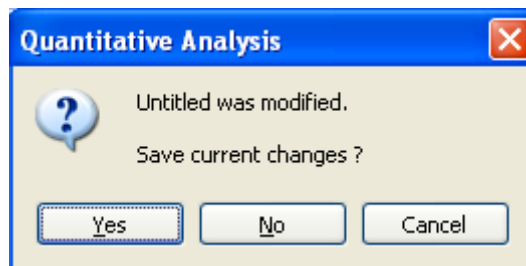 Quantitative Analysis
Untitled was modified.
Save current changes ?
Yes No Cancel